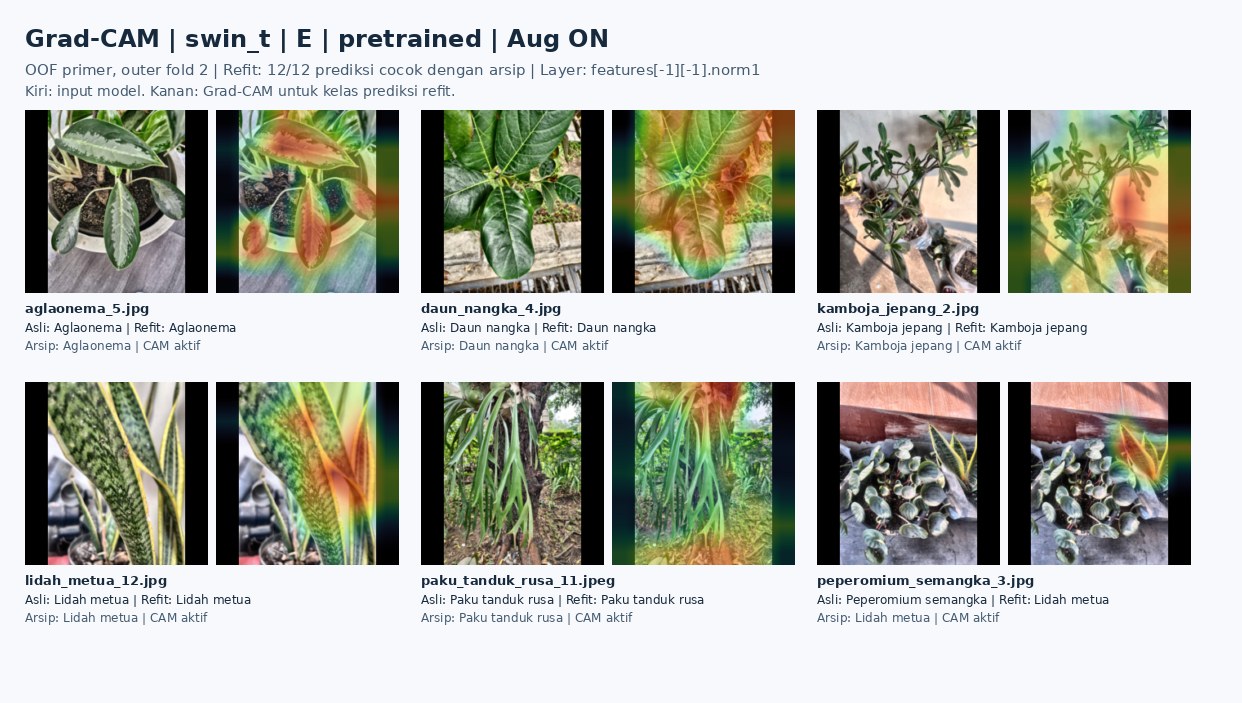 Grad-CAM | swin_t | E | pretrained | Aug ON
OOF primer, outer fold 2 | Refit: 12/12 prediksi cocok dengan arsip | Layer: features[-1][-1].norm1
Kiri: input model. Kanan: Grad-CAM untuk kelas prediksi refit.
aglaonema_5.jpg
Asli: Aglaonema | Refit: Aglaonema
Arsip: Aglaonema | CAM aktif
daun_nangka_4.jpg
Asli: Daun nangka | Refit: Daun nangka
Arsip: Daun nangka | CAM aktif
kamboja_jepang_2.jpg
Asli: Kamboja jepang | Refit: Kamboja jepang
Arsip: Kamboja jepang | CAM aktif
lidah_metua_12.jpg
Asli: Lidah metua | Refit: Lidah metua
Arsip: Lidah metua | CAM aktif
paku_tanduk_rusa_11.jpeg
Asli: Paku tanduk rusa | Refit: Paku tanduk rusa
Arsip: Paku tanduk rusa | CAM aktif
peperomium_semangka_3.jpg
Asli: Peperomium semangka | Refit: Lidah metua
Arsip: Lidah metua | CAM aktif